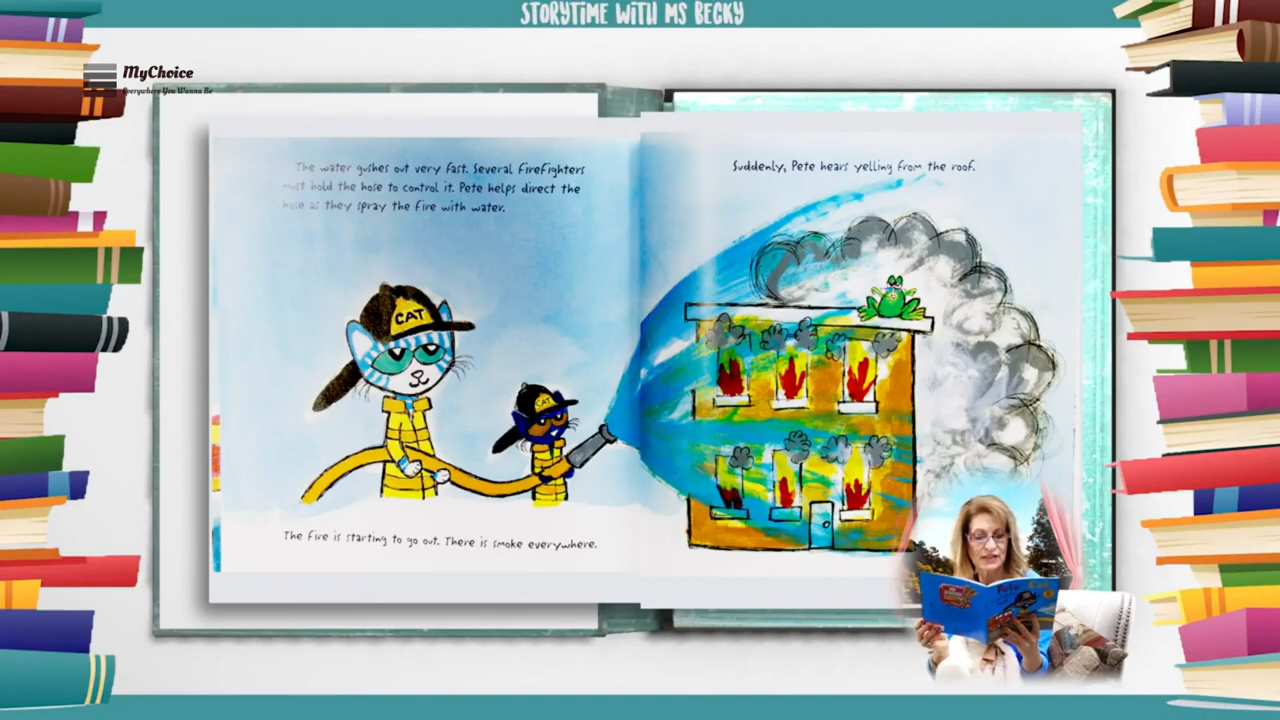 STORYTIME WITH MS BECKY
MyChoice
Everywhere You Wanna Be
The water gushes out very fast. Several firefighters
must hold the hose to control it. Pete helps direct the
hose as they spray the fire with water.
Suddenly, Pete hears yelling from the roof.
CAT
CAT
The fire is starting to go out. There is smoke everywhere.
Pete